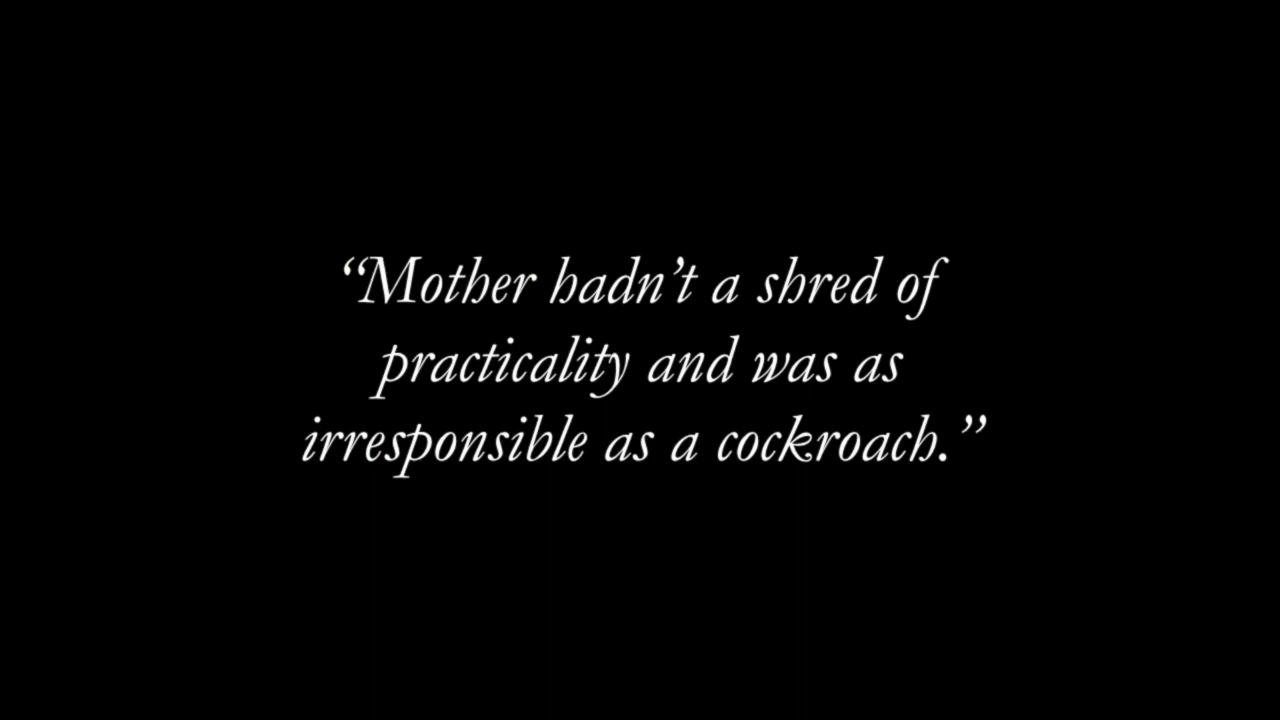 “Mother hadn’t a shred of
practicality and was as
irresponsible as a cockroach.”